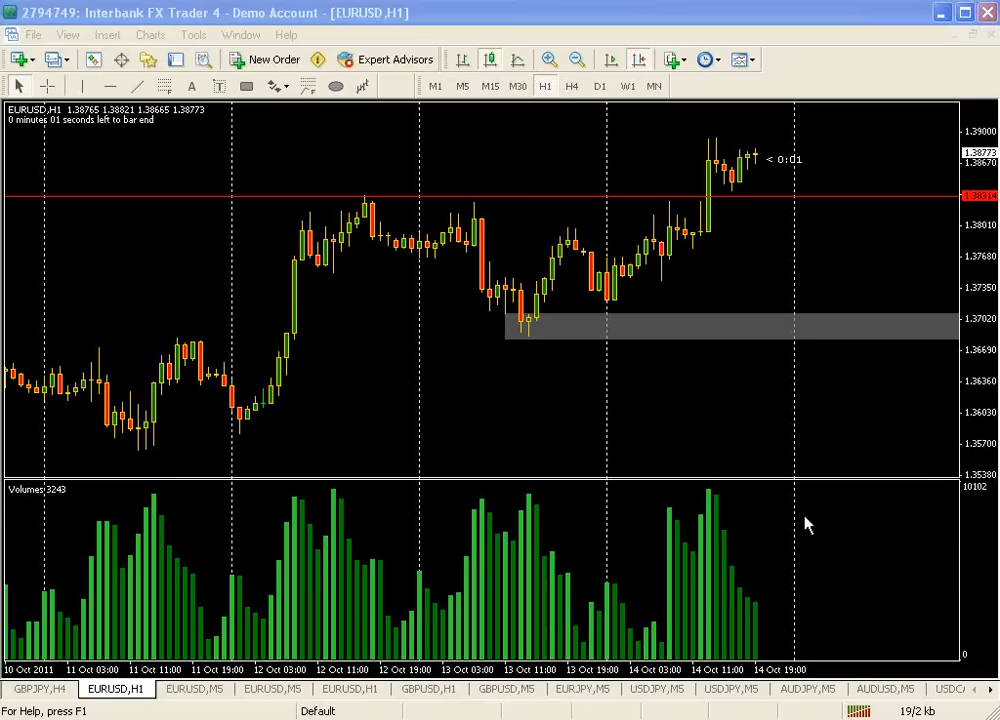 2794749: Interbank FX Trader 4 - Demo Account - [EURUSD,H1]
File View Insert Charts Tools Window Help
New Order Expert Advisors
A T M1 M5 M15 M30 H1 H4 D1 W1 MN
EURUSD,H1 1.38765 1.38821 1.38665 1.38773
0 minutes 01 seconds left to bar end
1.39000
1.38773
< 0:01
1.38670
1.38314
1.38010
1.37680
1.37350
1.37020
1.36690
1.36360
1.36030
1.35700
1.35380
Volumes 3243
10102
0
10 Oct 2011 11 Oct 03:00 11 Oct 11:00 11 Oct 19:00 12 Oct 03:00 12 Oct 11:00 12 Oct 19:00 13 Oct 03:00 13 Oct 11:00 13 Oct 19:00 14 Oct 03:00 14 Oct 11:00 14 Oct 19:00
GBPJPY,H4 EURUSD,H1 EURUSD,M5 EURUSD,M5 EURUSD,H1 GBPUSD,H1 GBPUSD,M5 EURJPY,M5 USDJPY,M5 USDJPY,M5 AUDJPY,M5 AUDUSD,M5 USDC
For Help, press F1 Default 19/2 kb